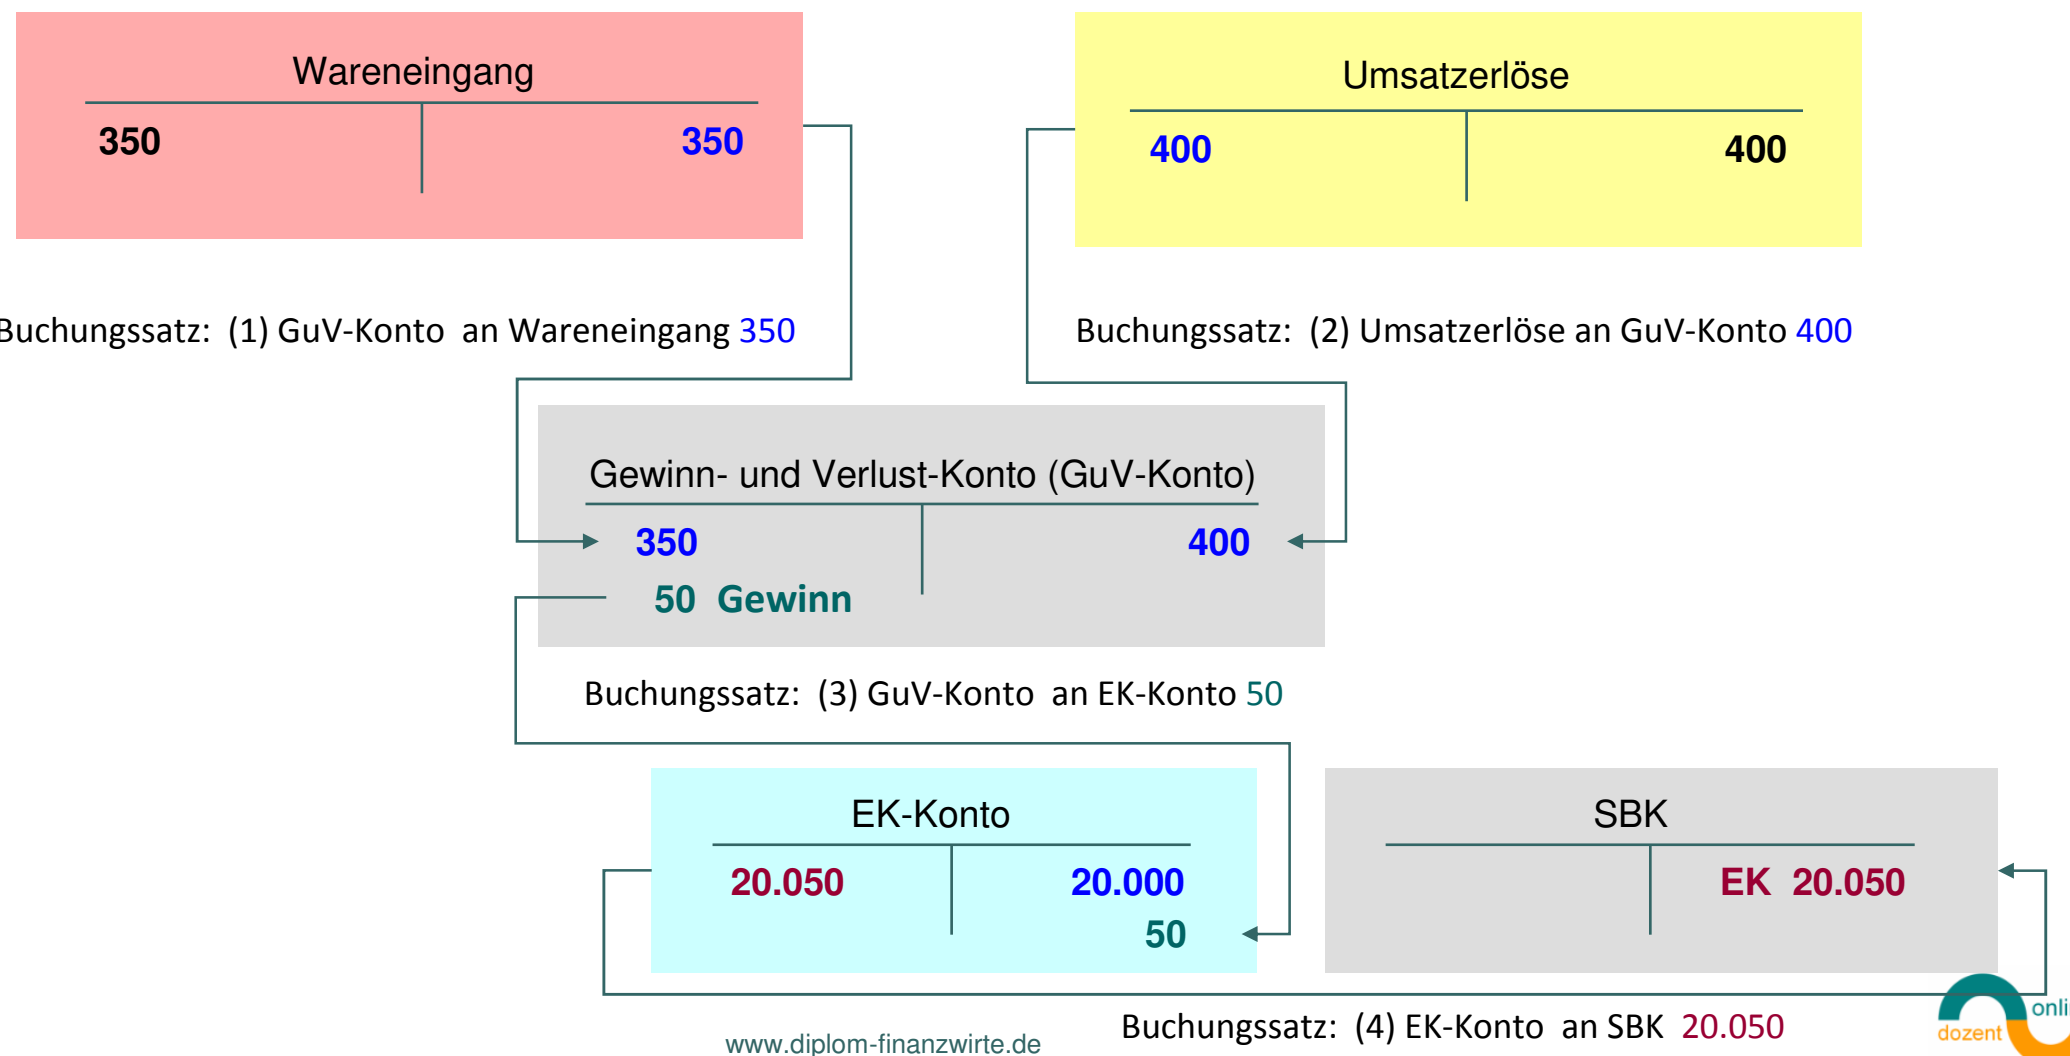 Wareneingang
350 350
Umsatzerlöse
400 400
Buchungssatz: (1) GuV-Konto an Wareneingang 350
Buchungssatz: (2) Umsatzerlöse an GuV-Konto 400
Gewinn- und Verlust-Konto (GuV-Konto)
350 400
50 Gewinn
Buchungssatz: (3) GuV-Konto an EK-Konto 50
EK-Konto
20.050 20.000
50
SBK
EK 20.050
Buchungssatz: (4) EK-Konto an SBK 20.050
www.diplom-finanzwirte.de
dozent